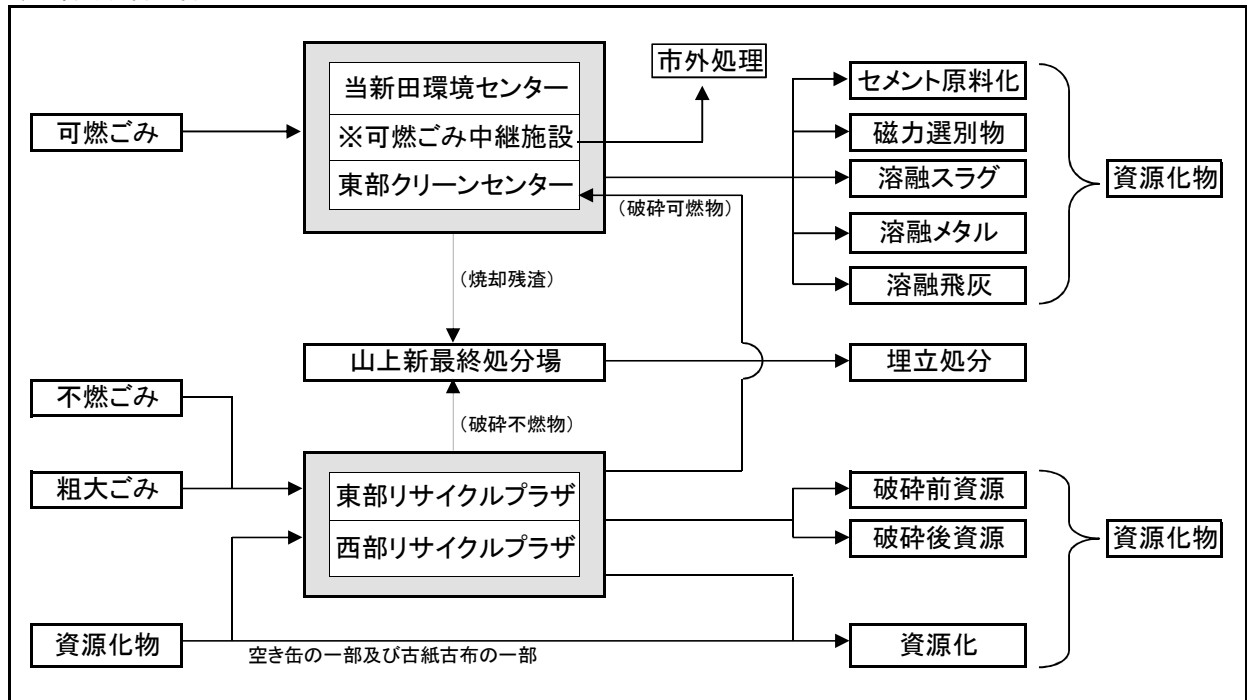 可燃ごみ
当新田環境センター
※可燃ごみ中継施設
東部クリーンセンター
市外処理
セメント原料化
磁力選別物
溶融スラグ
溶融メタル
溶融飛灰
資源化物
（破砕可燃物）
（焼却残渣）
山上新最終処分場
埋立処分
（破砕不燃物）
不燃ごみ
粗大ごみ
東部リサイクルプラザ
西部リサイクルプラザ
破砕前資源
破砕後資源
資源化物
資源化物
空き缶の一部及び古紙古布の一部
資源化